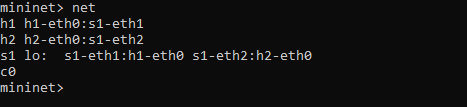 mininet> net
h1 h1-eth0:s1-eth1
h2 h2-eth0:s1-eth2
s1 lo:  s1-eth1:h1-eth0 s1-eth2:h2-eth0
c0
mininet>